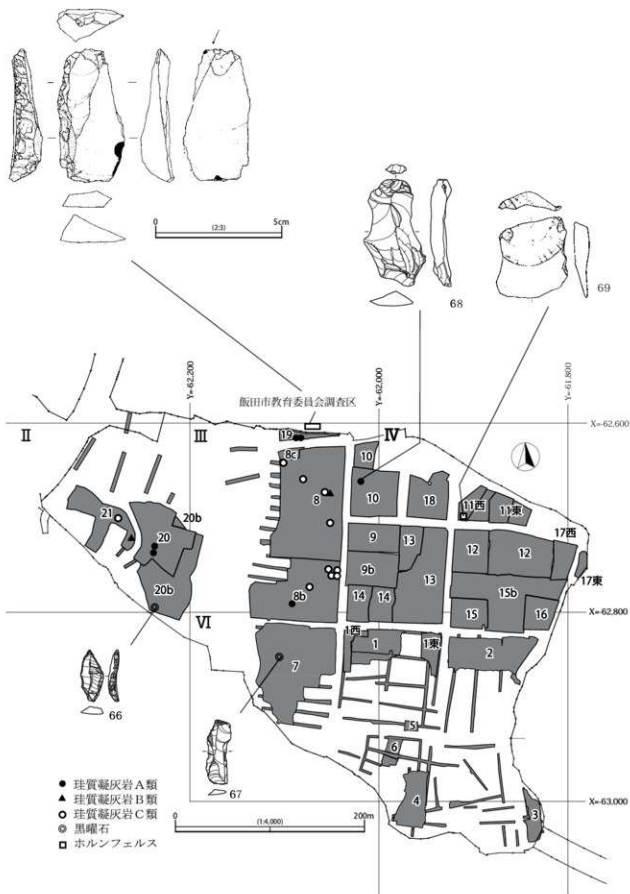 0
(2:3)
5cm
68
69
Y=-62.200
Y=-62.000
Y=-61.800
飯田市教育委員会調査区
X=-62.600
II
III
IV
19
8c
10
8
10
18
11西
11東
21
20b
20
9
13
12
12
17西
17東
9b
13
20b
8b
14
14
15
15b
16
X=-62.800
VI
1西
1
1東
2
7
66
5
6
67
4
3
● 珪質凝灰岩A類
▲ 珪質凝灰岩B類
○ 珪質凝灰岩C類
◎ 黒曜石
□ ホルンフェルス
0
(1:4,000)
200m
X=-63.000